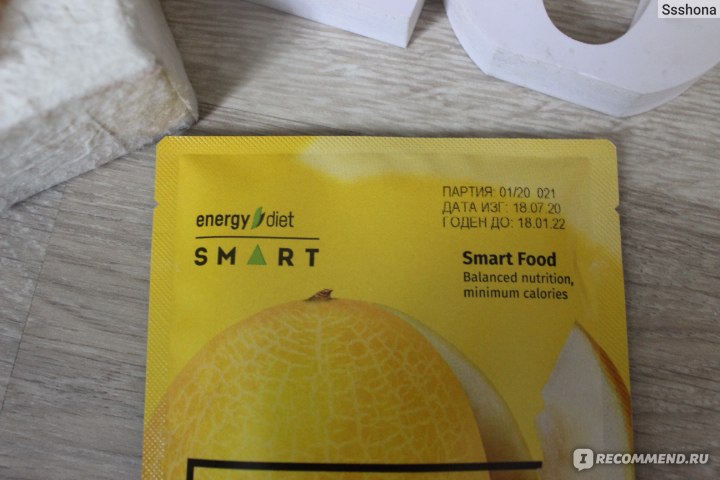 Ssshona
energy diet
SMART
ПАРТИЯ: 01/20 021
ДАТА ИЗГ: 18.07.20
ГОДЕН ДО: 18.01.22
Smart Food
Balanced nutrition,
minimum calories
I RECOMMEND.RU